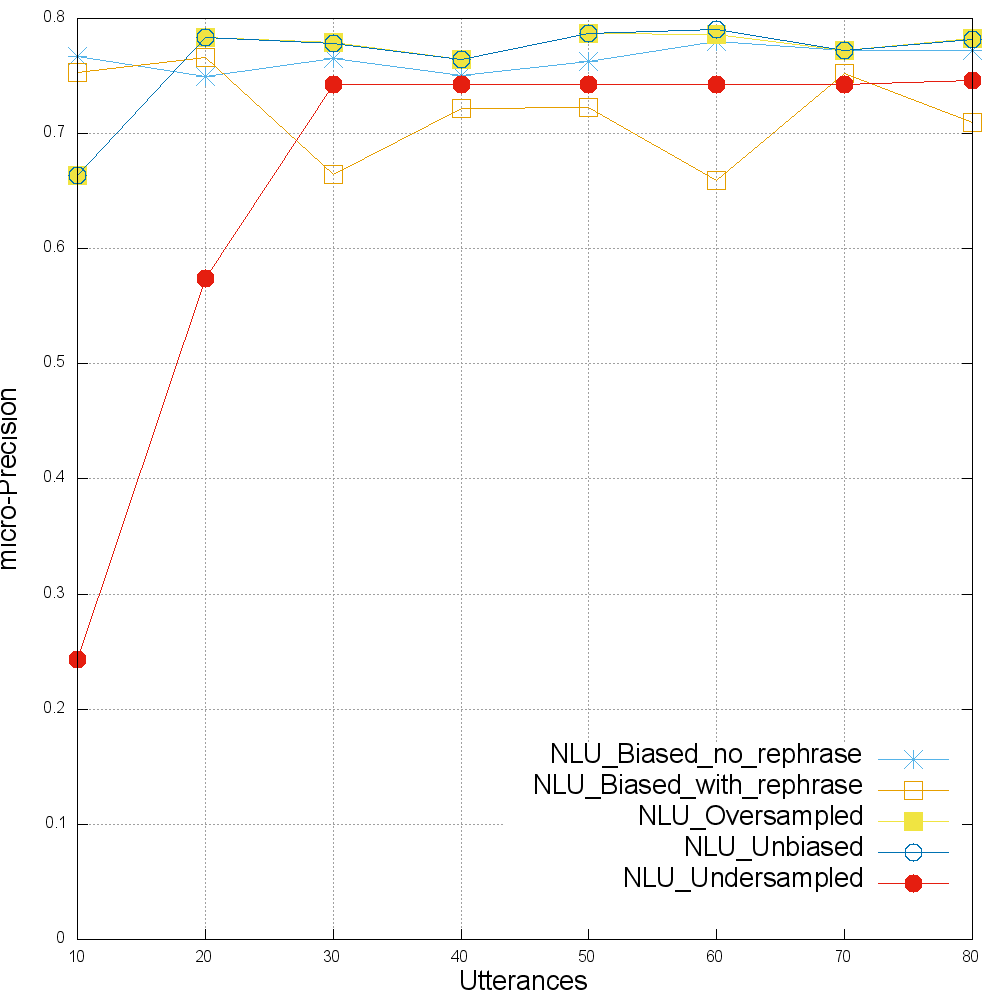 0.8
0.7
0.6
0.5
0.4
0.3
0.2
0.1
0
micro-Precision
NLU_Biased_no_rephrase
NLU_Biased_with_rephrase
NLU_Oversampled
NLU_Unbiased
NLU_Undersampled
10 20 30 40 50 60 70 80
Utterances